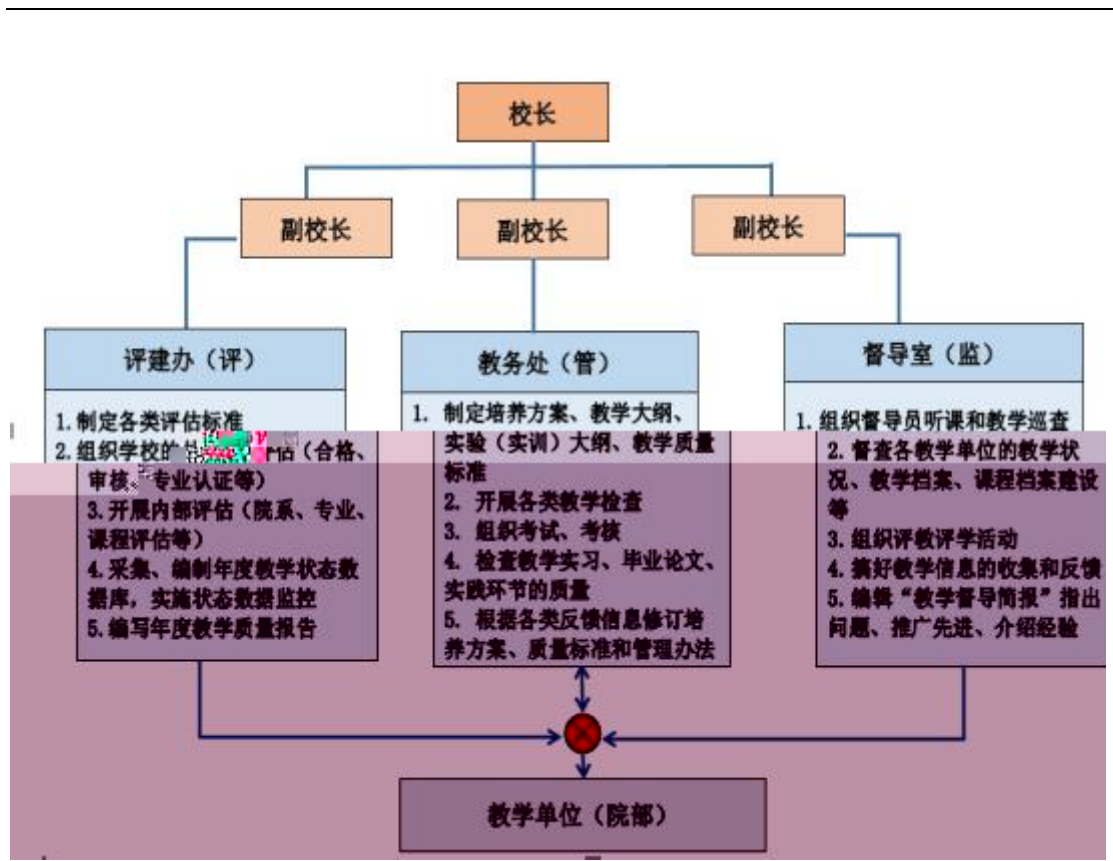 校长
副校长
副校长
副校长
评建办（评）
1. 制定各类评估标准
2. 组织学校的 评估（合格、
审核、专业认证等）
3. 开展内部评估（院系、专业、
课程评估等）
4. 采集、编制年度教学状态数
据库，实施状态数据监控
5. 编写年度教学质量报告
教务处（管）
1. 制定培养方案、教学大纲、
实验（实训）大纲、教学质量
标准
2. 开展各类教学检查
3. 组织考试、考核
4. 检查教学实习、毕业论文、
实践环节的质量
5. 根据各类反馈信息修订培
养方案、质量标准和管理办法
督导室（监）
1. 组织督导员听课和教学巡查
2. 督查各教学单位的教学状
况、教学档案、课程档案建设
等
3. 组织评教评学活动
4. 搞好教学信息的收集和反馈
5. 编辑“教学督导简报”指出
问题、推广先进、介绍经验
教学单位（院部）